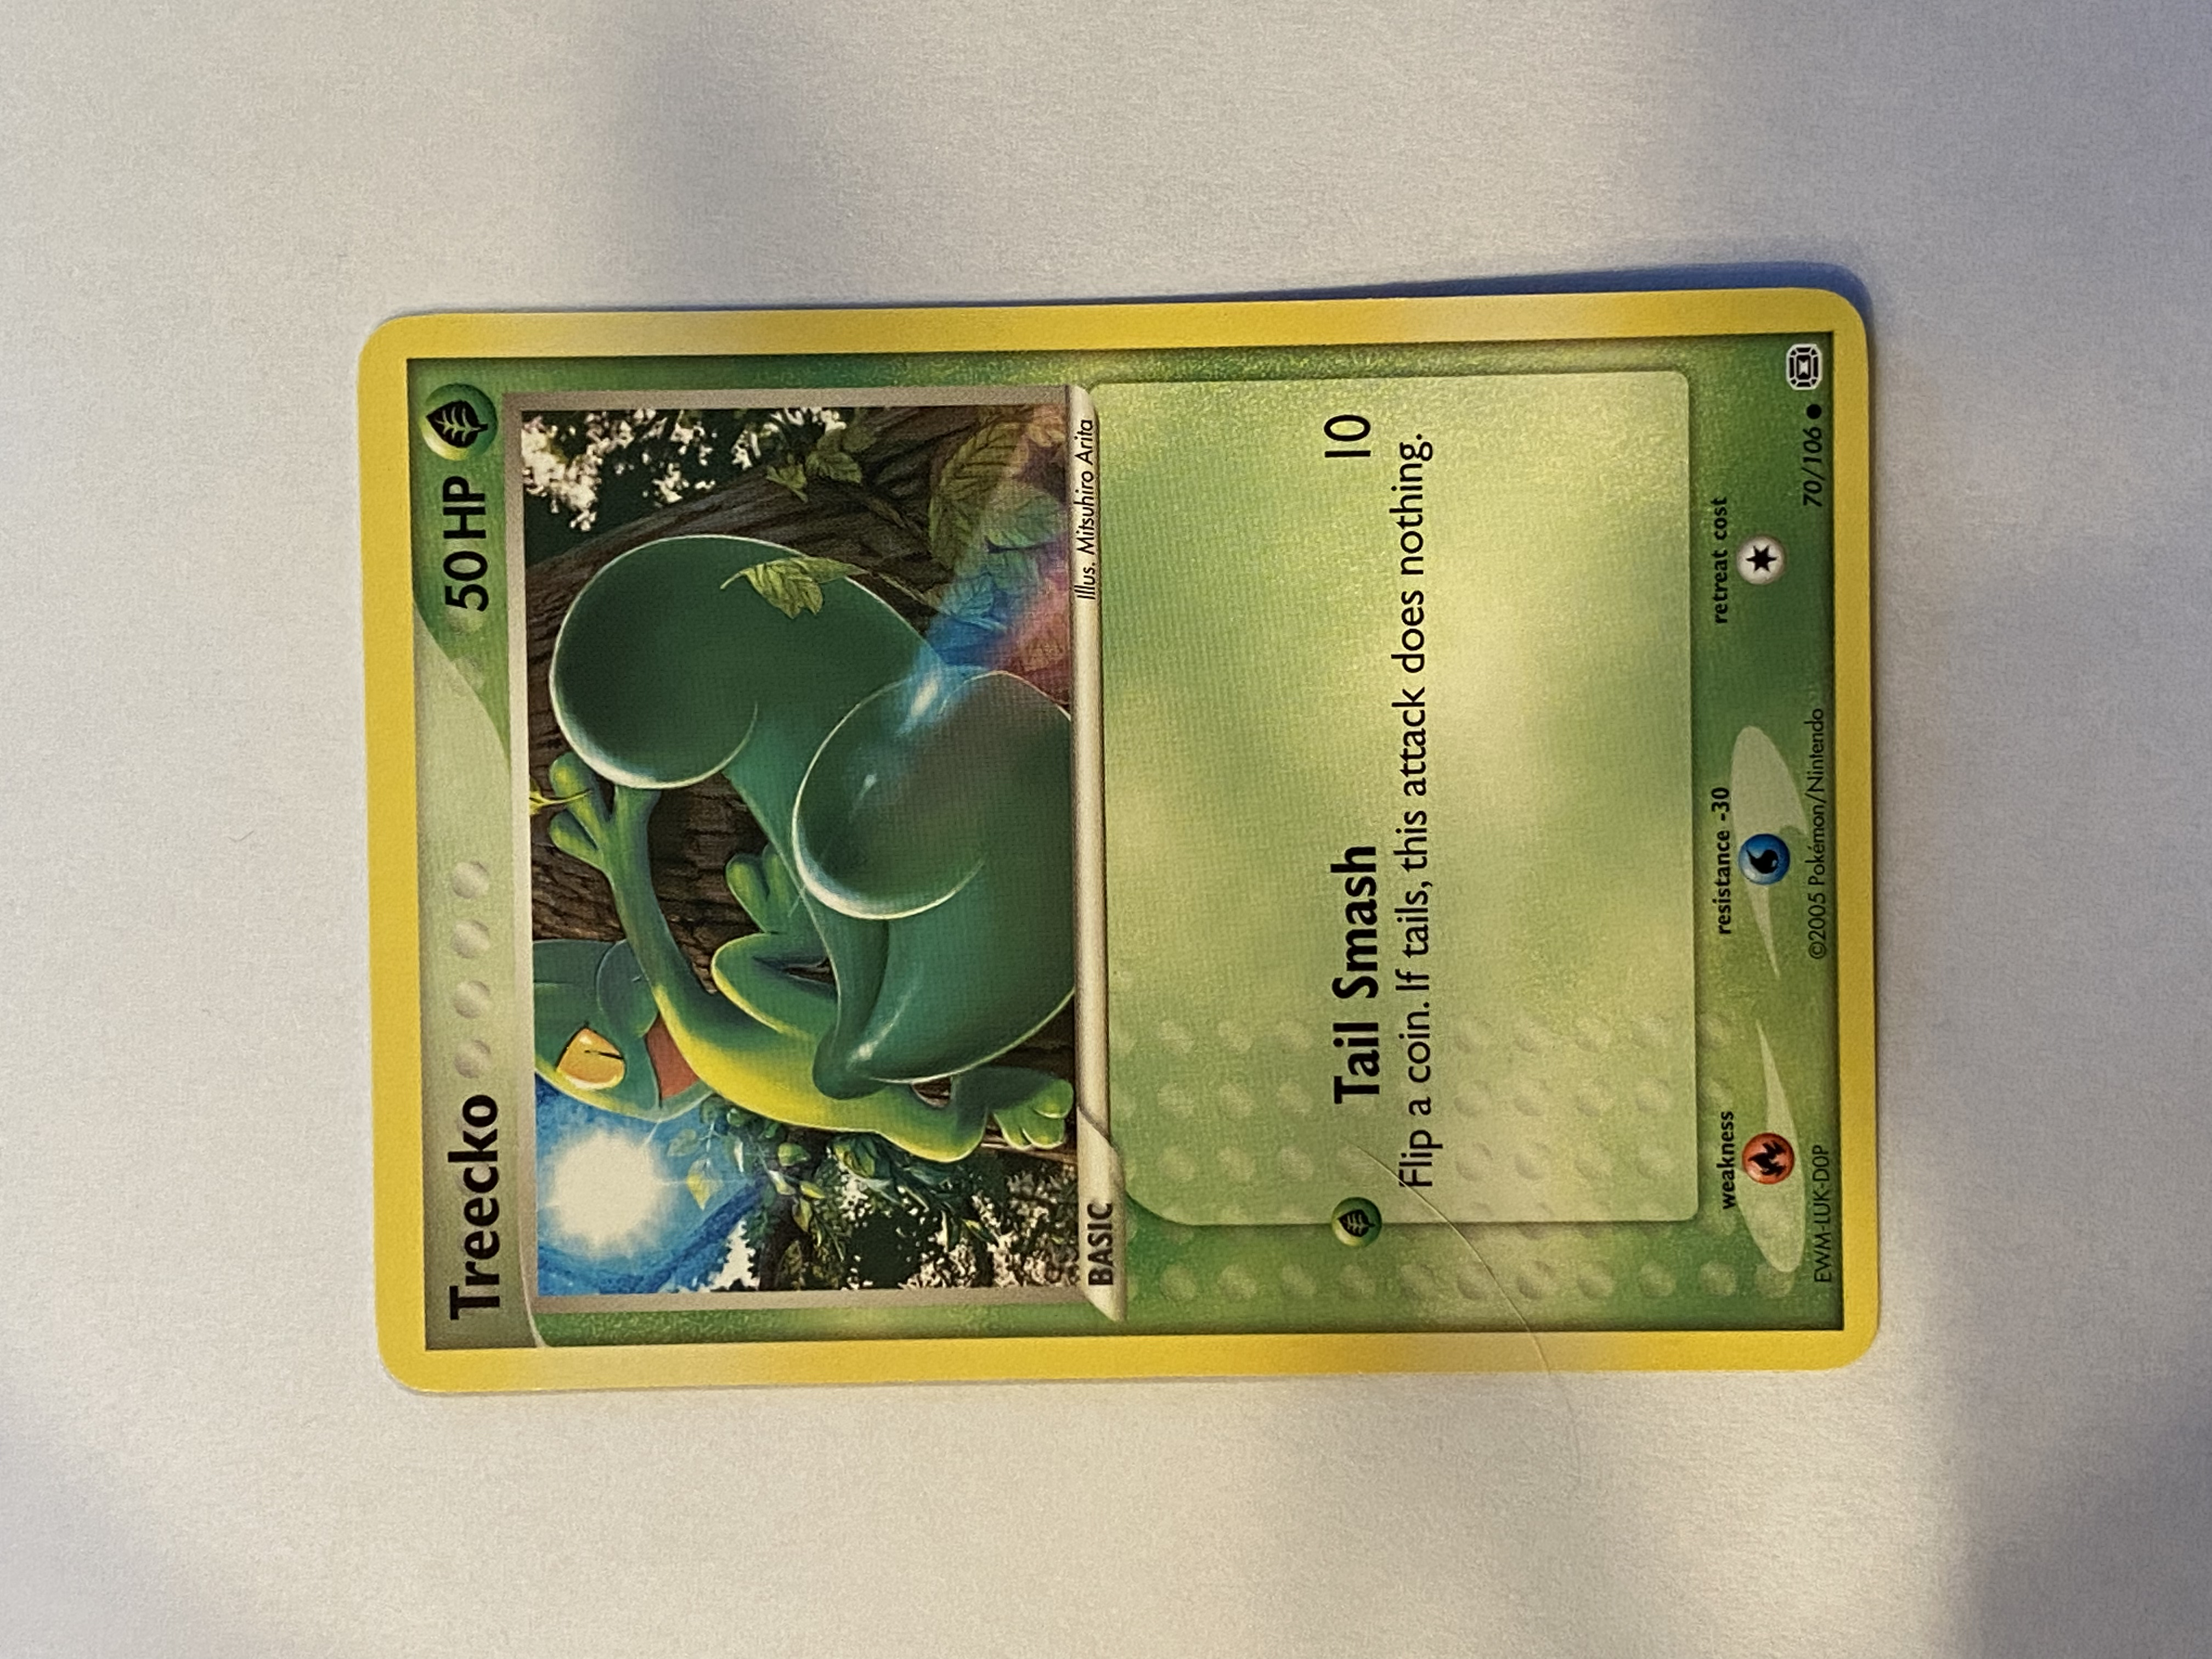 Treecko 50 HP
BASIC Illus. Mitsuhiro Arita
Tail Smash 10
Flip a coin. If tails, this attack does nothing.
weakness resistance -30 retreat cost
EWM-LUK-D0P ©2005 Pokémon/Nintendo 70/106